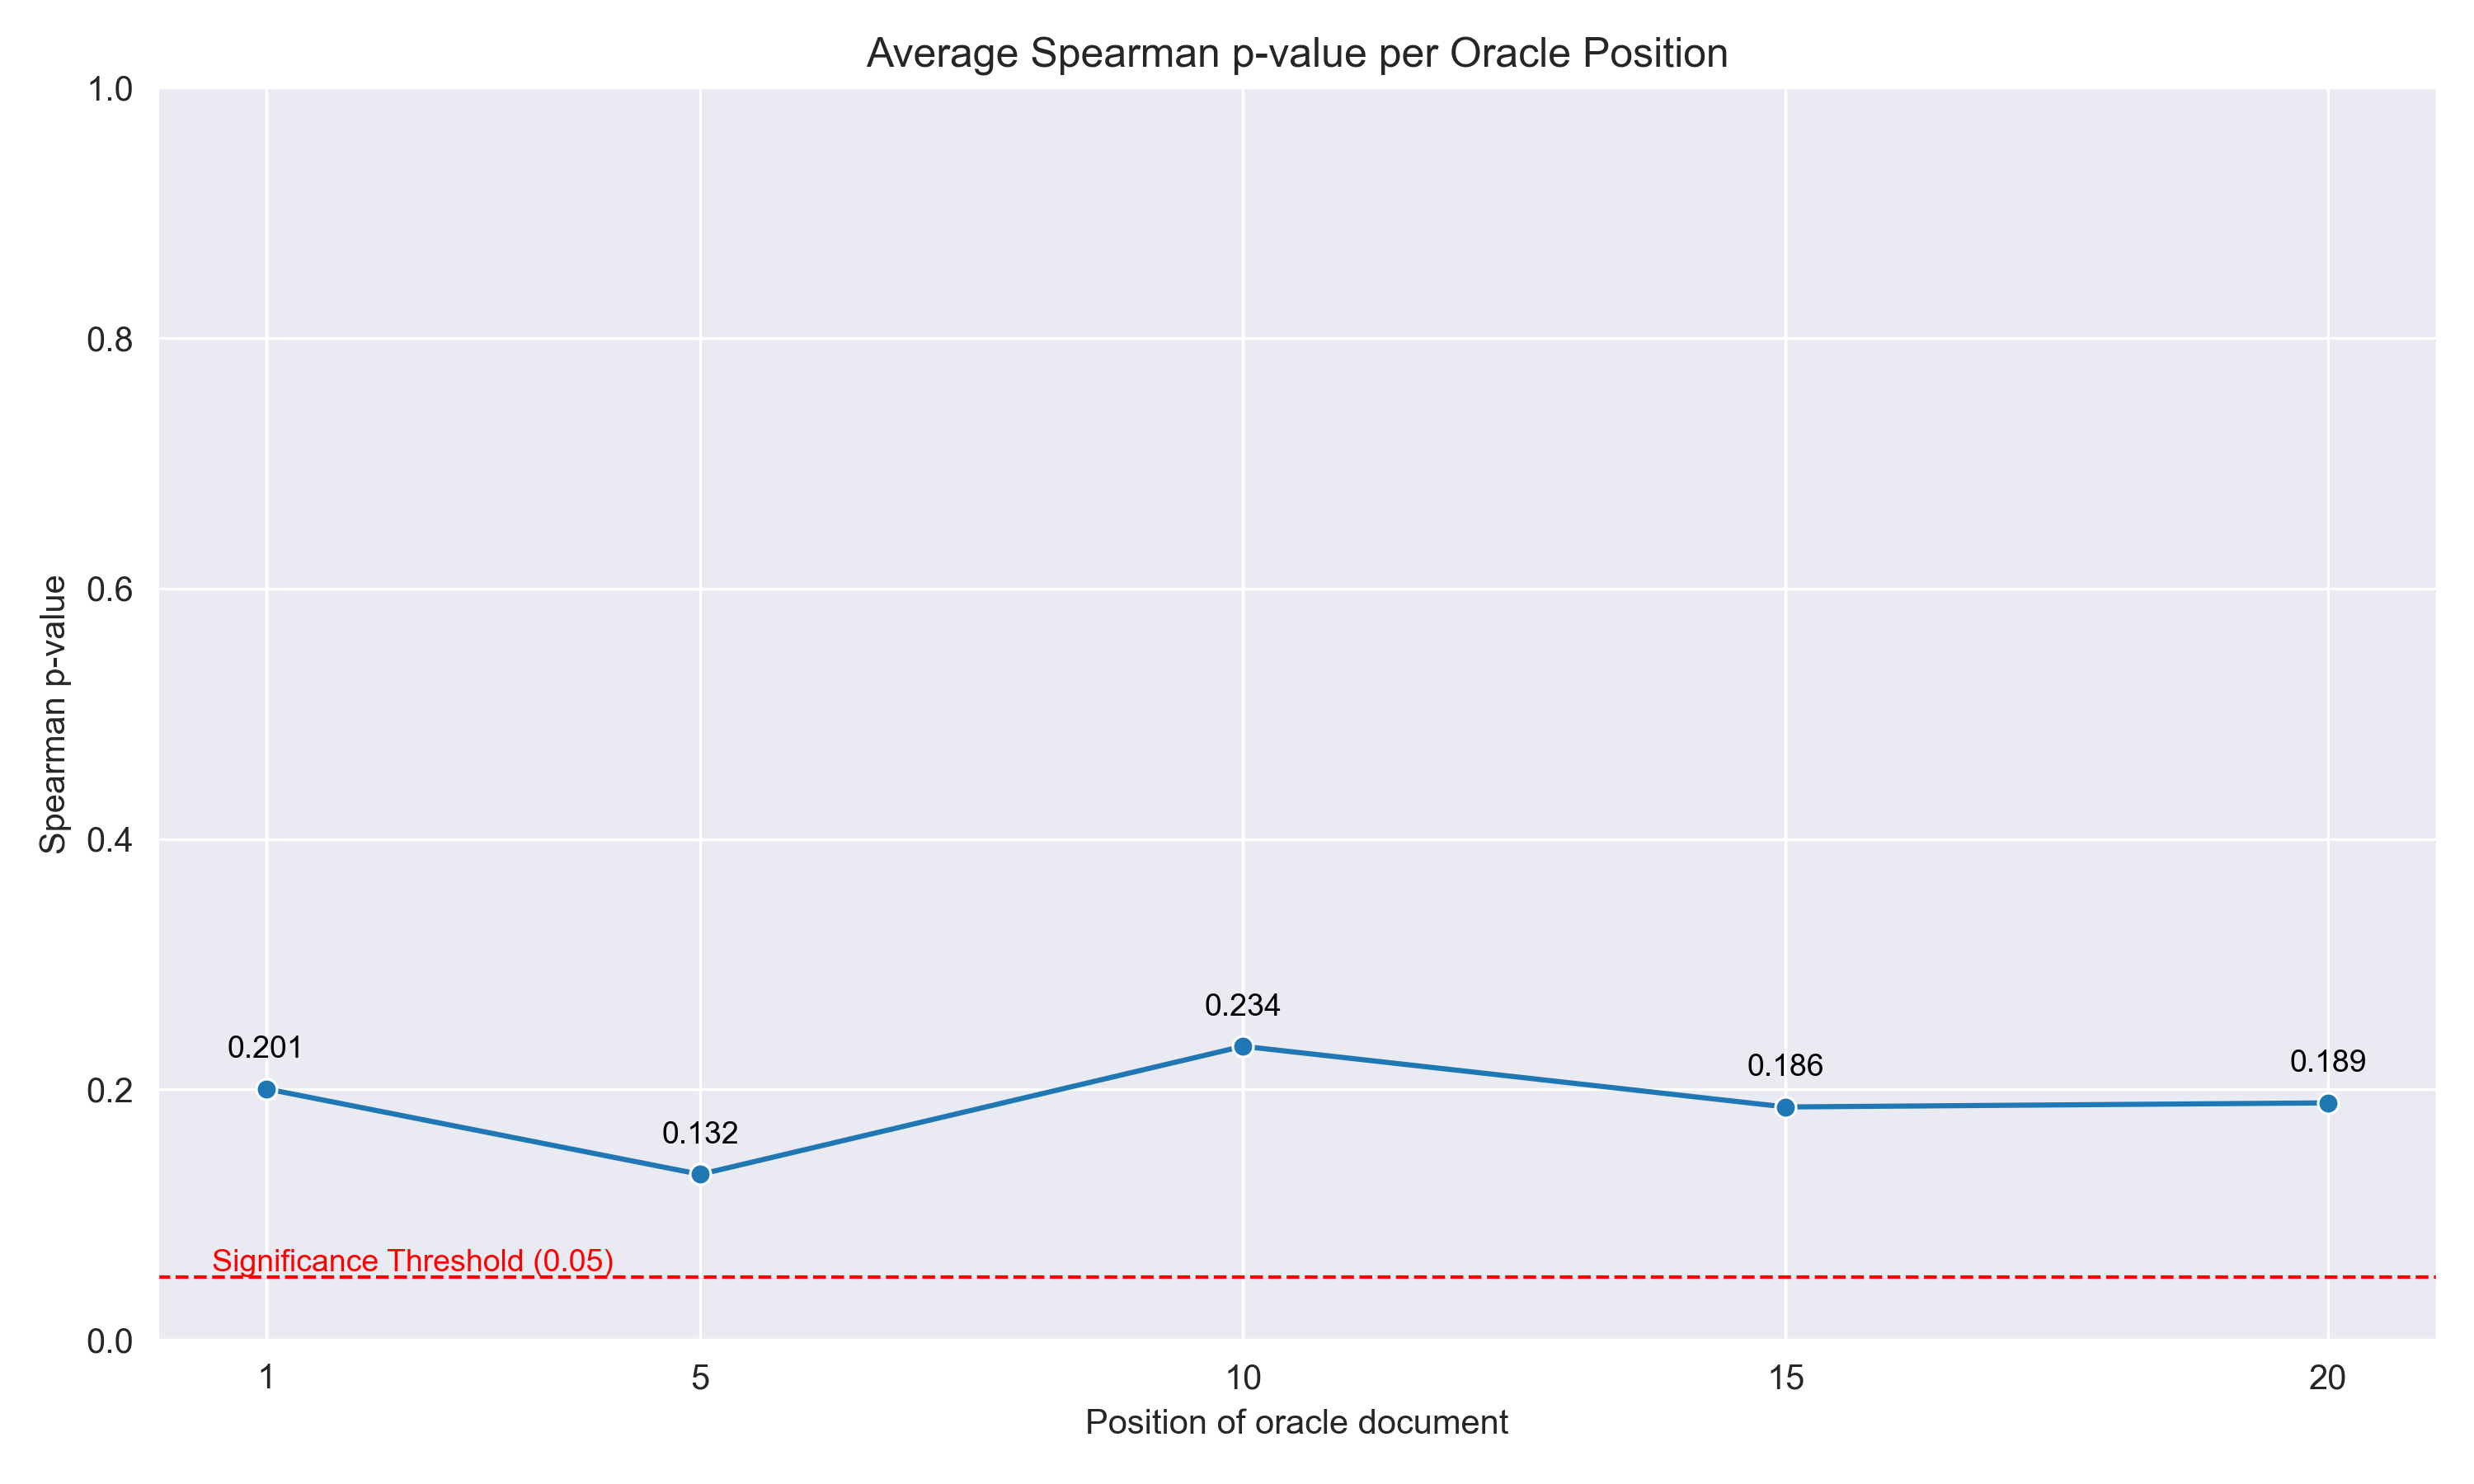 Average Spearman p-value per Oracle Position
1.0
0.8
0.6
0.4
0.2
0.0
Spearman p-value
0.201
0.132
0.234
0.186
0.189
Significance Threshold (0.05)
1 5 10 15 20
Position of oracle document